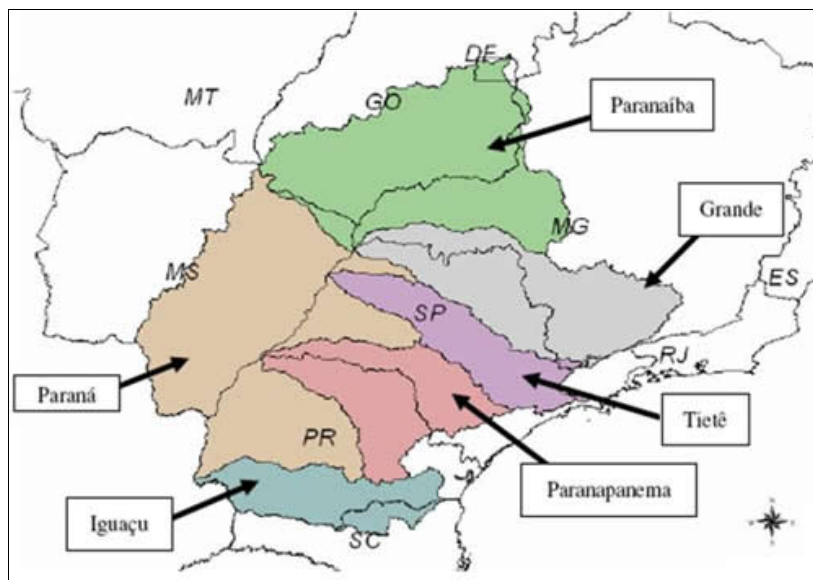 DF
MT
GO
Paranaíba
Grande
MG
MS
ES
SP
RJ
Paraná
Tietê
PR
Paranapanema
Iguaçu
SC